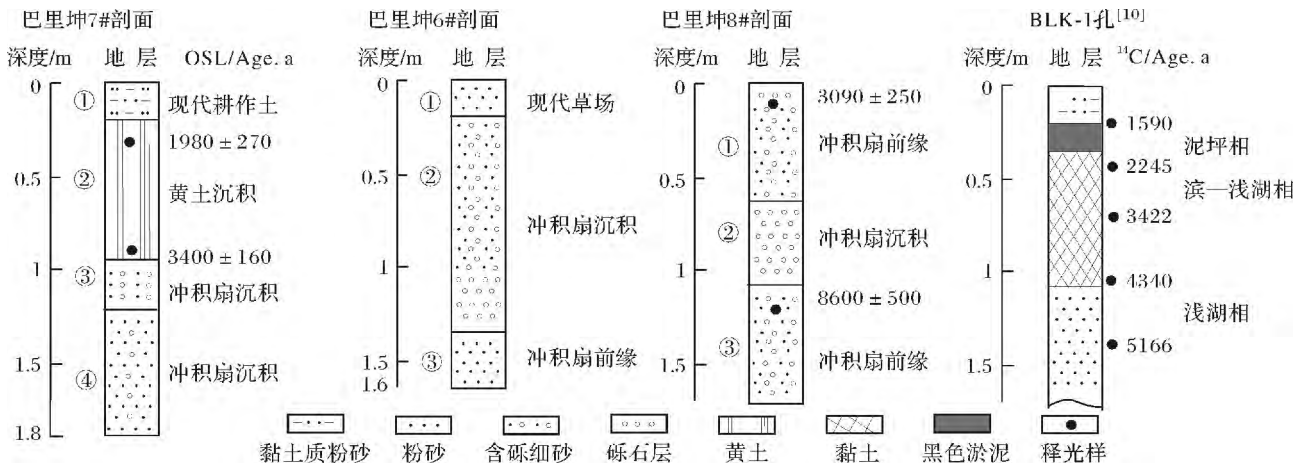 巴里坤7#剖面
深度/m 地 层 OSL/Age. a
0
0.5
1
1.5
1.8
①
②
③
④
现代耕作土
1980 ± 270
黄土沉积
3400 ± 160
冲积扇沉积
冲积扇沉积
巴里坤6#剖面
深度/m 地 层
0
0.5
1
1.5
1.6
①
②
③
现代草场
冲积扇沉积
冲积扇前缘
巴里坤8#剖面
深度/m 地 层
0
0.5
1
1.5
①
②
③
3090 ± 250
冲积扇前缘
冲积扇沉积
8600 ± 500
冲积扇前缘
BLK-1孔[10]
深度/m 地 层 14C/Age. a
0
0.5
1
1.5
1590
泥坪相
2245
滨—浅湖相
3422
4340
浅湖相
5166
黏土质粉砂 粉砂 含砾细砂 砾石层 黄土 黏土 黑色淤泥 释光样